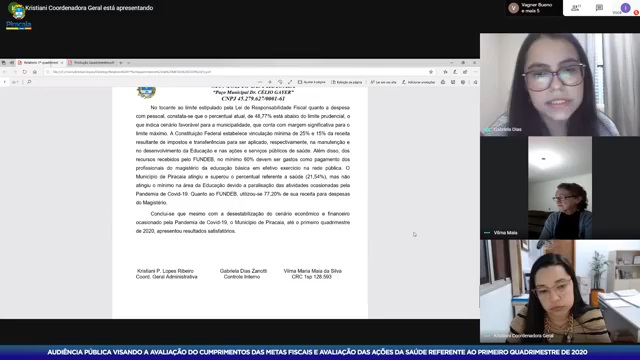 Kristiani Coordenadora Geral está apresentando
Vagner Bueno
e mais 5
Piracaia
"Paço Municipal Dr. CÉLIO GAYER"
CNPJ 45.279.627/0001-61
No tocante ao limite estipulado pela Lei de Responsabilidade Fiscal quanto a despesa
com pessoal, constata-se que o percentual atual, de 46,77% está abaixo do limite prudencial, o
que indica cenário favorável para a municipalidade, que conta com margem significativa para o
limite máximo. A Constituição Federal estabelece vinculação mínima de 25% e 15% da receita
resultante de impostos e transferências para ser aplicado, respectivamente, na manutenção e
no desenvolvimento da Educação e nas ações e serviços públicos de saúde. Além disso, dos
recursos recebidos pelo FUNDEB, no mínimo 60% devem ser gastos como pagamento dos
profissionais do magistério da educação básica em efetivo exercício na rede pública.
O Município de Piracaia atingiu e superou o percentual referente a saúde (21,54%), mas não
atingiu o mínimo na área da Educação devido a paralisação das atividades ocasionadas pela
Pandemia de Covid-19. Quanto ao FUNDEB, utilizou-se 77,20% de sua receita para despesas
do Magistério.
Conclui-se que mesmo com a desestabilização do cenário econômico e financeiro
ocasionado pela Pandemia de Covid-19, o Município de Piracaia, até o primeiro quadrimestre
de 2020, apresentou resultados satisfatórios.
Kristiani P. Lopes Ribeiro Gabriela Dias Zarotti Vilma Maria Maia da Silva
Coord. Geral Administrativa Controle Interno CRC 1sp 128,593
Gabriela Dias
Vilma Maia
Kristiani Coordenadora Geral
AUDIÊNCIA PÚBLICA VISANDO A AVALIAÇÃO DO CUMPRIMENTOS DAS METAS FISCAIS E AVALIAÇÃO DAS AÇÕES DA SAÚDE REFERENTE AO PRIMEIRO QUADRIMESTRE DE 2020